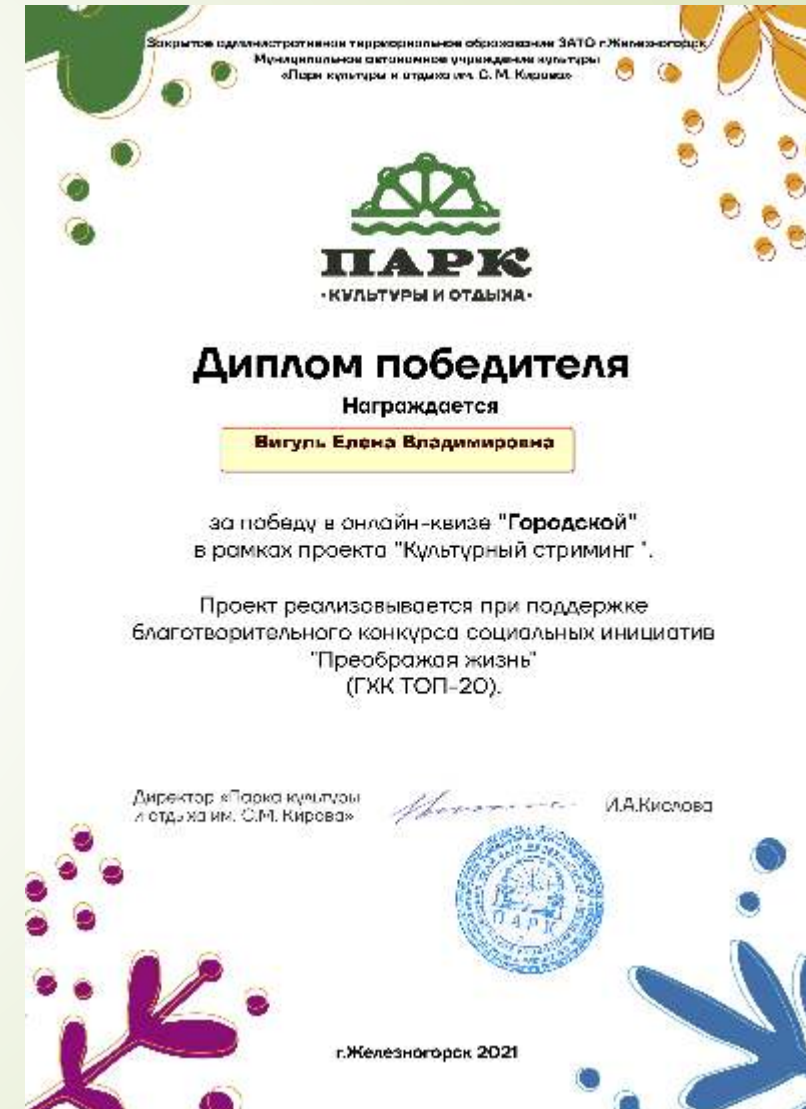 Закрытое административная территориальное образование ЗАТО г.Железногорск
Муниципальное автономное учреждение культуры
«Парк культуры и отдыха им. С. М. Кирова»
ПАРК
·КУЛЬТУРЫ И ОТДЫХА·
Диплом победителя
Награждается
Вигуль Елена Владимировна
за победу в онлайн-квизе "Городской"
в рамках проекта "Культурный стриминг ".
Проект реализовывается при поддержке
благотворительного конкурса социальных инициатив
"Преображая жизнь"
(ГХК ТОП-20).
Директор «Парка культуры
и отдыха им. С.М. Кирова»
И.А.Кислова
ПАРК
г.Железногорск 2021